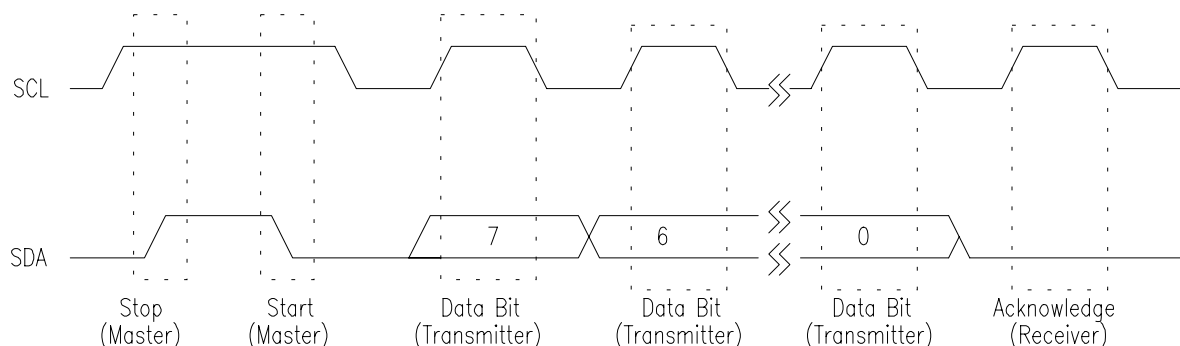 SCL
SDA
7
6
0
Stop
(Master)
Start
(Master)
Data Bit
(Transmitter)
Data Bit
(Transmitter)
Data Bit
(Transmitter)
Acknowledge
(Receiver)